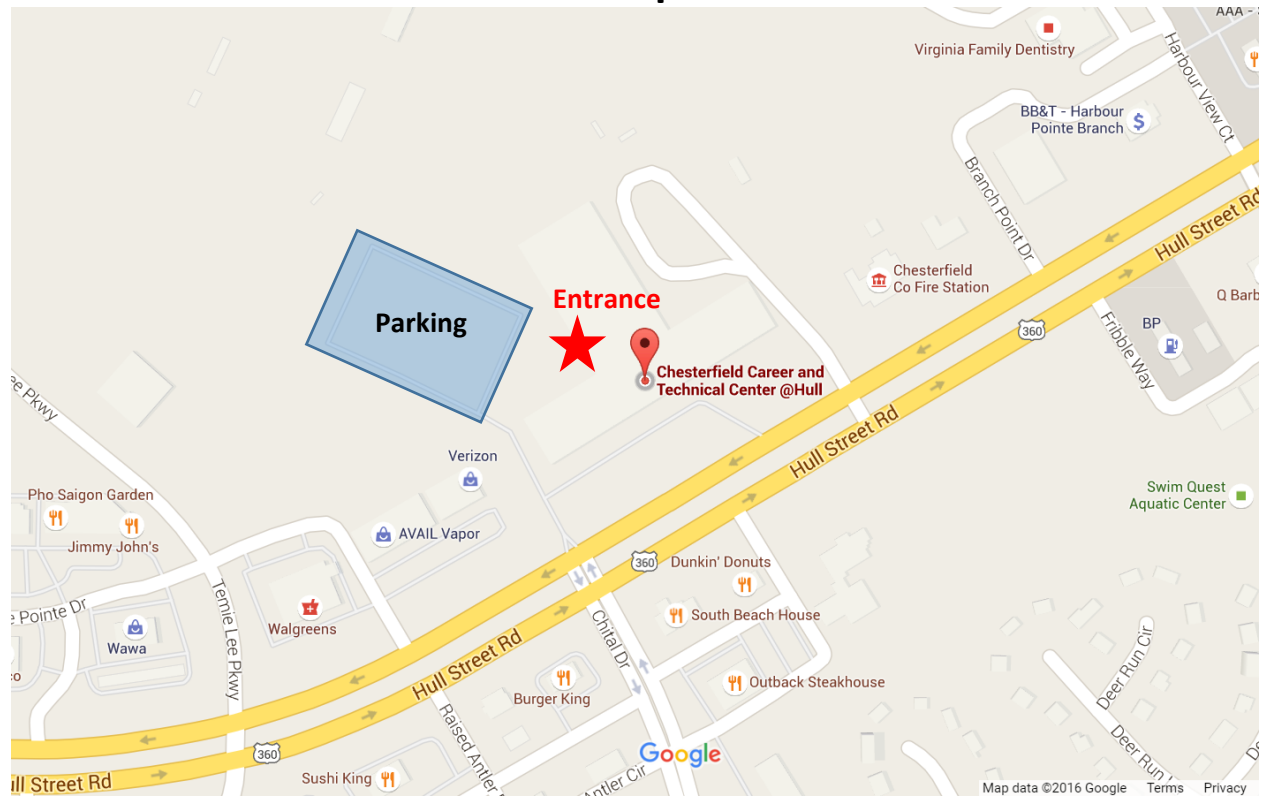 AAA -
Virginia Family Dentistry
Harbour View Ct
BB&T - Harbour
Pointe Branch
Branch Point Dr
Hull Street Rd
Chesterfield
Co Fire Station
Entrance
Parking
Q Barb
BP
360
Fribble Way
Chesterfield Career and
Technical Center @Hull
ee Pkwy
Hull Street Rd
Verizon
Swim Quest
Aquatic Center
Pho Saigon Garden
Jimmy John's
AVAIL Vapor
360
Dunkin' Donuts
South Beach House
Temie Lee Pkwy
e Pointe Dr
Walgreens
Wawa
Chital Dr
Hull Street Rd
Deer Run Cir
co
Outback Steakhouse
Burger King
Raised Antler
Google
360
Deer Run
Antler Cir
Sushi King
ull Street Rd
Map data ©2016 Google Terms Privacy